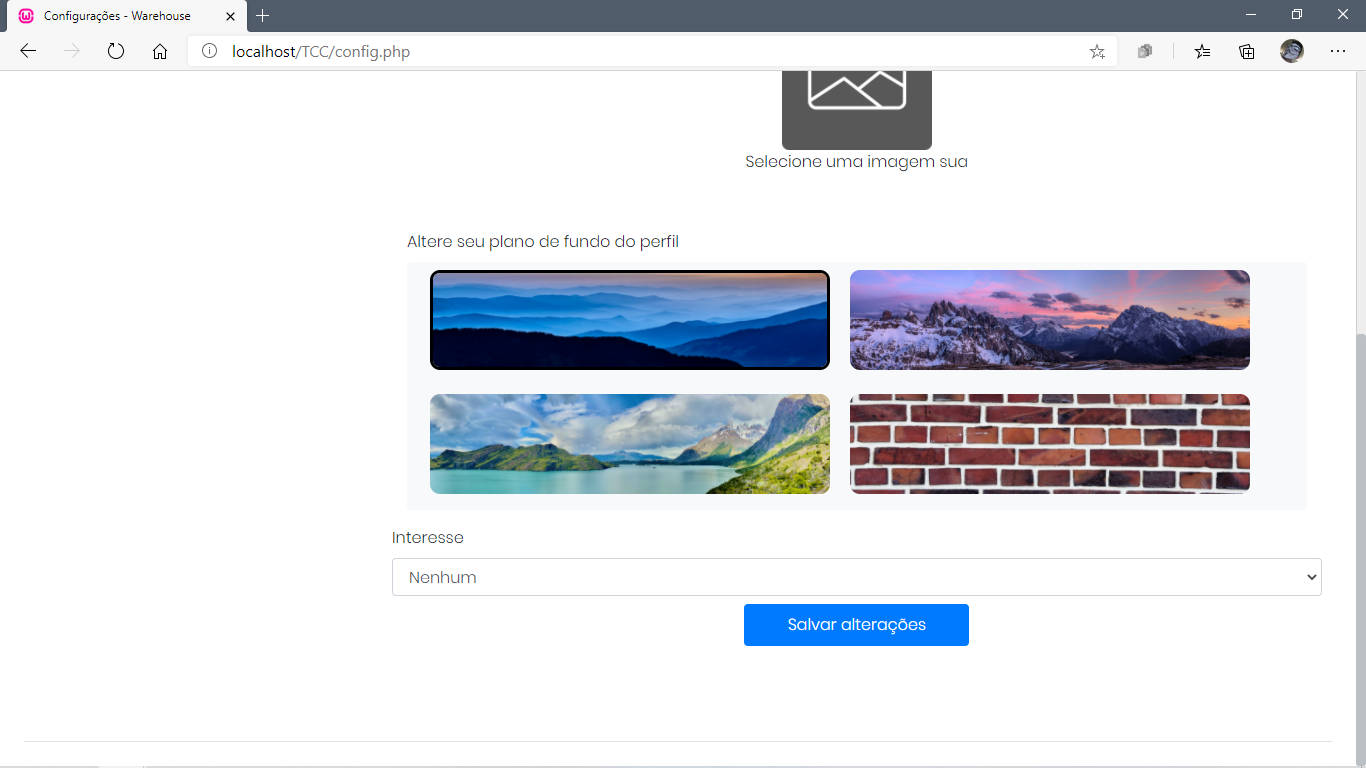 Configurações - Warehouse
localhost/TCC/config.php
Selecione uma imagem sua
Altere seu plano de fundo do perfil
Interesse
Nenhum
Salvar alterações